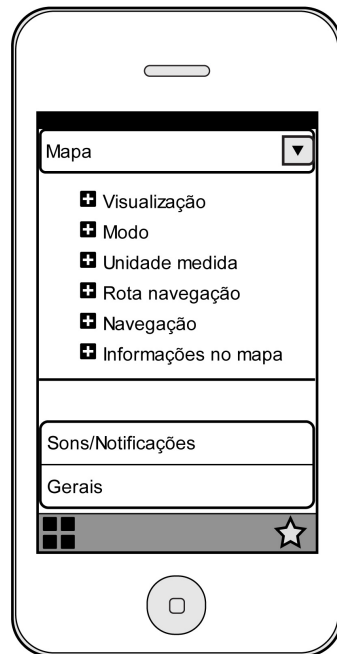 Mapa
Visualização
Modo
Unidade medida
Rota navegação
Navegação
Informações no mapa
Sons/Notificações
Gerais